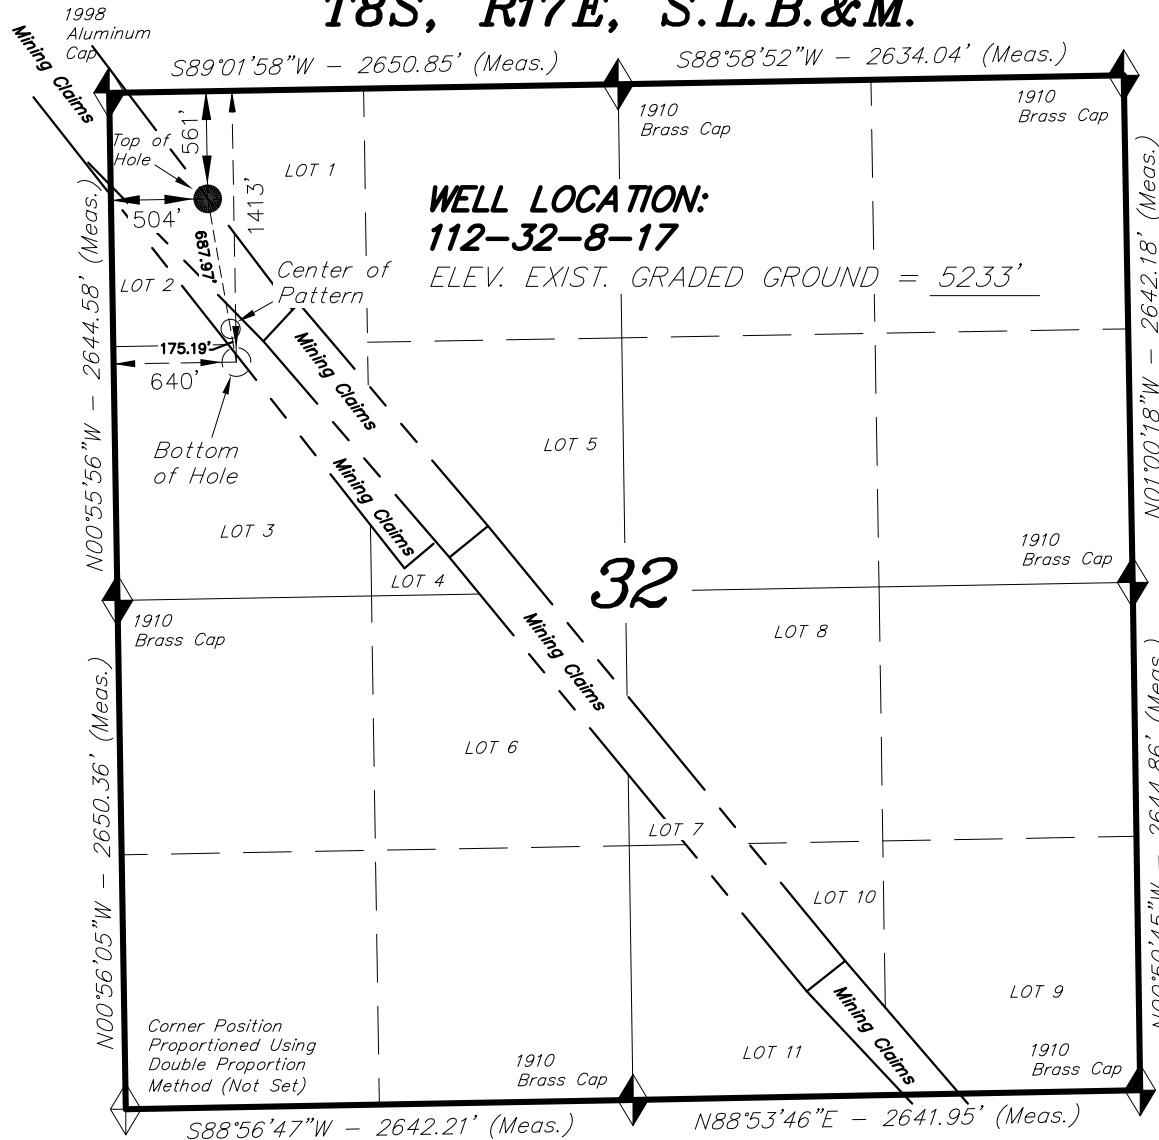 T8S, R17E, S.L.B.&M.
1998
Aluminum
Cap
S89°01'58"W - 2650.85' (Meas.)
S88°58'52"W - 2634.04' (Meas.)
Mining Claims
1910
Brass Cap
1910
Brass Cap
561'
Top of
Hole
LOT 1
1413'
504'
WELL LOCATION:
112-32-8-17
ELEV. EXIST. GRADED GROUND = 5233'
687.97'
Center of
Pattern
LOT 2
175.19'
640'
Mining Claims
Bottom
of Hole
N00°55'56"W - 2644.58' (Meas.)
N01°00'18"W - 2642.18' (Meas.)
LOT 5
Mining Claims
LOT 3
LOT 4
1910
Brass Cap
32
1910
Brass Cap
Mining Claims
LOT 8
LOT 6
N00°56'05"W - 2650.36' (Meas.)
N00°50'45"W - 2644.86' (Meas.)
LOT 7
LOT 10
LOT 9
Mining Claims
LOT 11
Corner Position
Proportioned Using
Double Proportion
Method (Not Set)
1910
Brass Cap
1910
Brass Cap
S88°56'47"W - 2642.21' (Meas.)
N88°53'46"E - 2641.95' (Meas.)